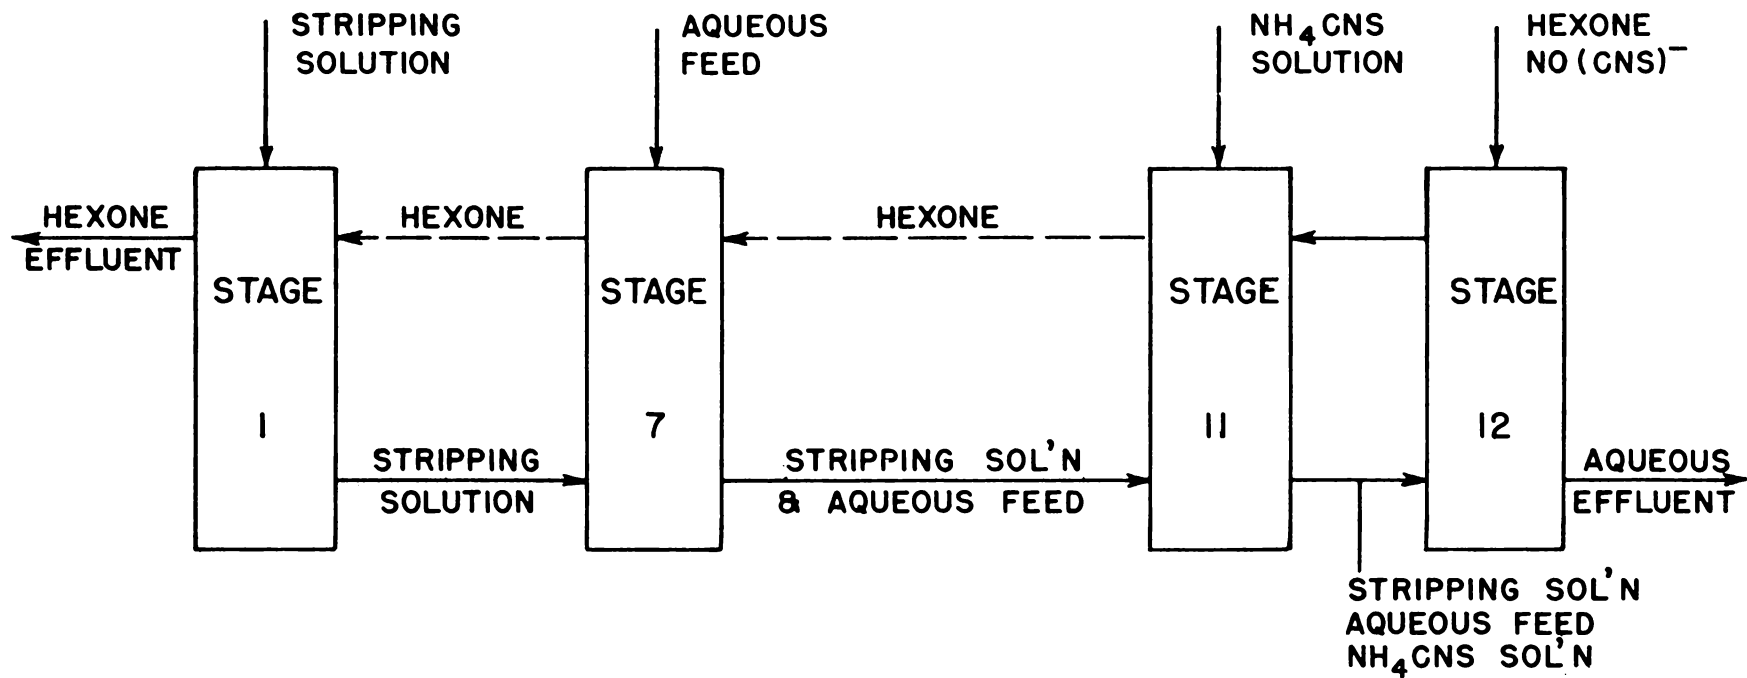 STRIPPING
SOLUTION
AQUEOUS
FEED
NH₄CNS
SOLUTION
HEXONE
NO(CNS)⁻
HEXONE
EFFLUENT
HEXONE
HEXONE
STAGE
1
STAGE
7
STAGE
11
STAGE
12
STRIPPING
SOLUTION
STRIPPING SOL'N
& AQUEOUS FEED
AQUEOUS
EFFLUENT
STRIPPING SOL'N
AQUEOUS FEED
NH₄CNS SOL'N